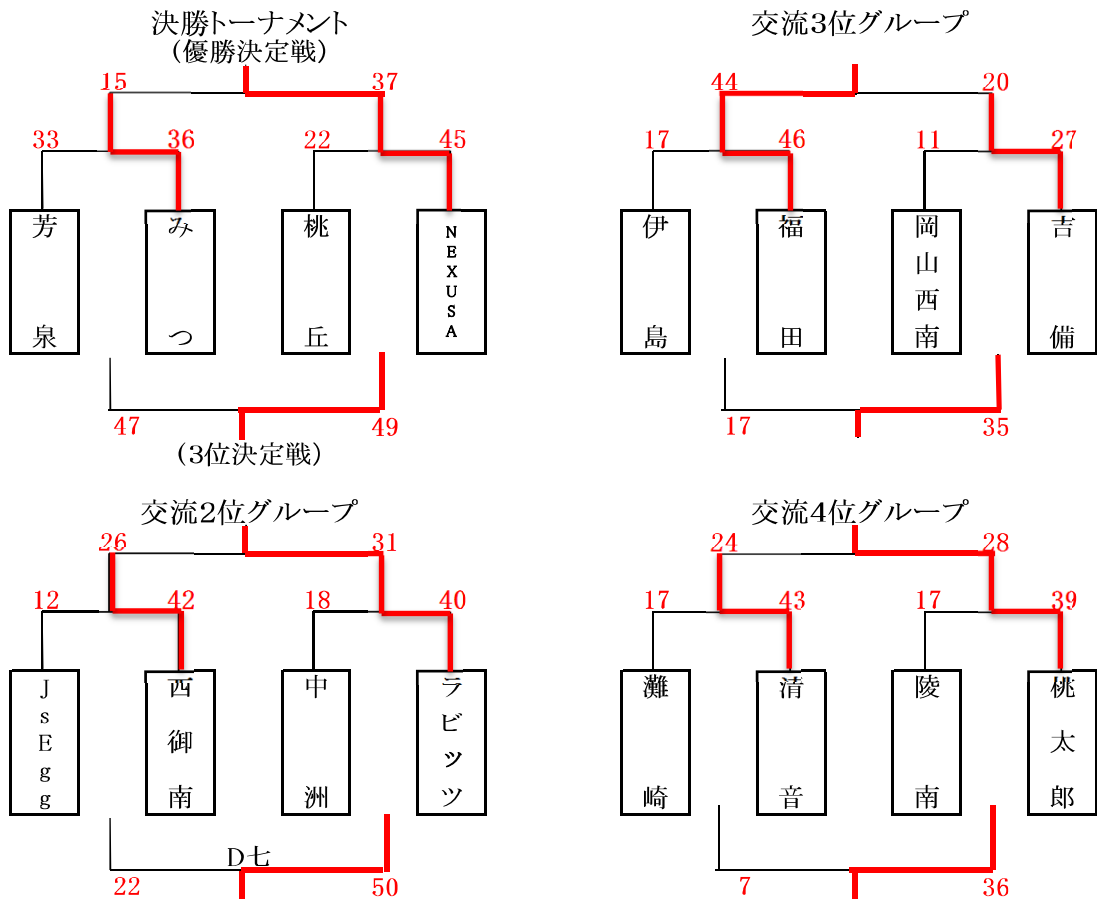 決勝トーナメント
(優勝決定戦)
15
37
33
36
22
45
芳泉
みつ
桃丘
NEXUSA
47
49
(3位決定戦)
交流3位グループ
44
20
17
46
11
27
伊島
福田
岡山西南
吉備
17
35
交流2位グループ
26
31
12
42
18
40
JsEgg
西御南
中洲
ラビッツ
D七
22
50
交流4位グループ
24
28
17
43
17
39
灘崎
清音
陵南
桃太郎
7
36